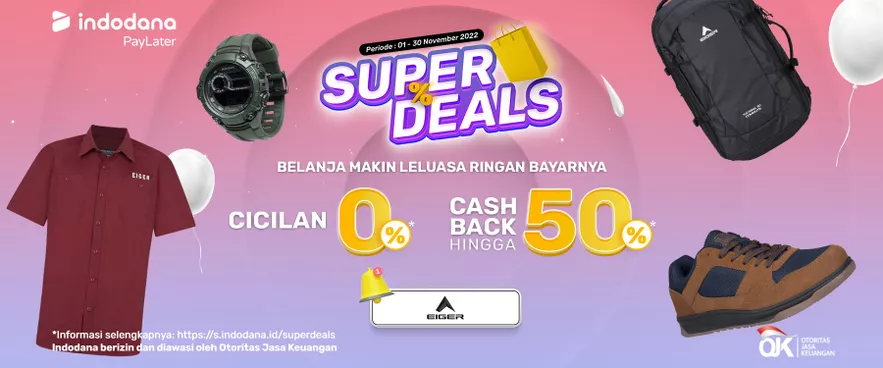 indodana
PayLater
Periode : 01 - 30 November 2022
SUPER
%
DEALS
EIGER
EIGER
BELANJA MAKIN LELUASA RINGAN BAYARNYA
CICILAN 0%*
CASH
BACK
HINGGA
50%*
EIGER
*Informasi selengkapnya: https://s.indodana.id/superdeals
Indodana berizin dan diawasi oleh Otoritas Jasa Keuangan
OJK
OTORITAS
JASA
KEUANGAN